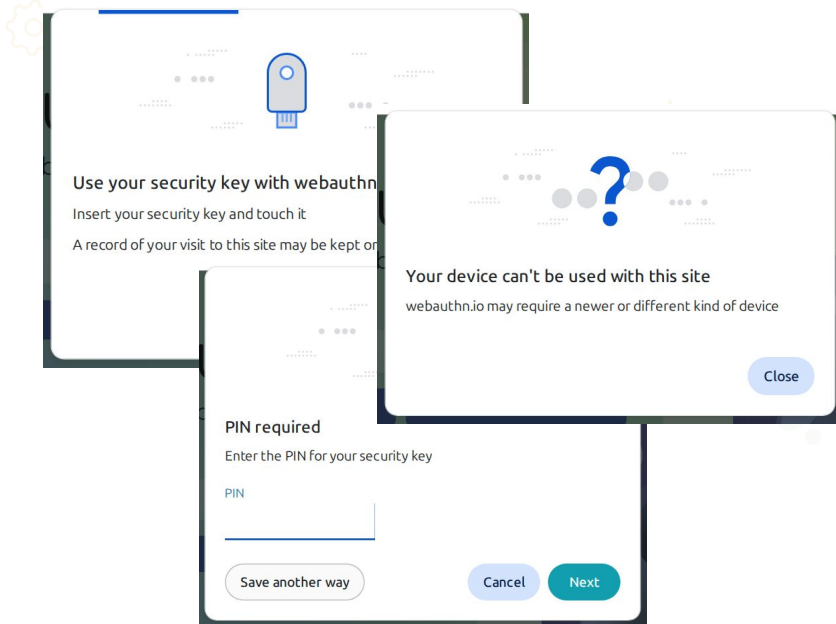 Use your security key with webauthn
Insert your security key and touch it
A record of your visit to this site may be kept on
Your device can't be used with this site
webauthn.io may require a newer or different kind of device
Close
PIN required
Enter the PIN for your security key
PIN
Save another way
Cancel
Next